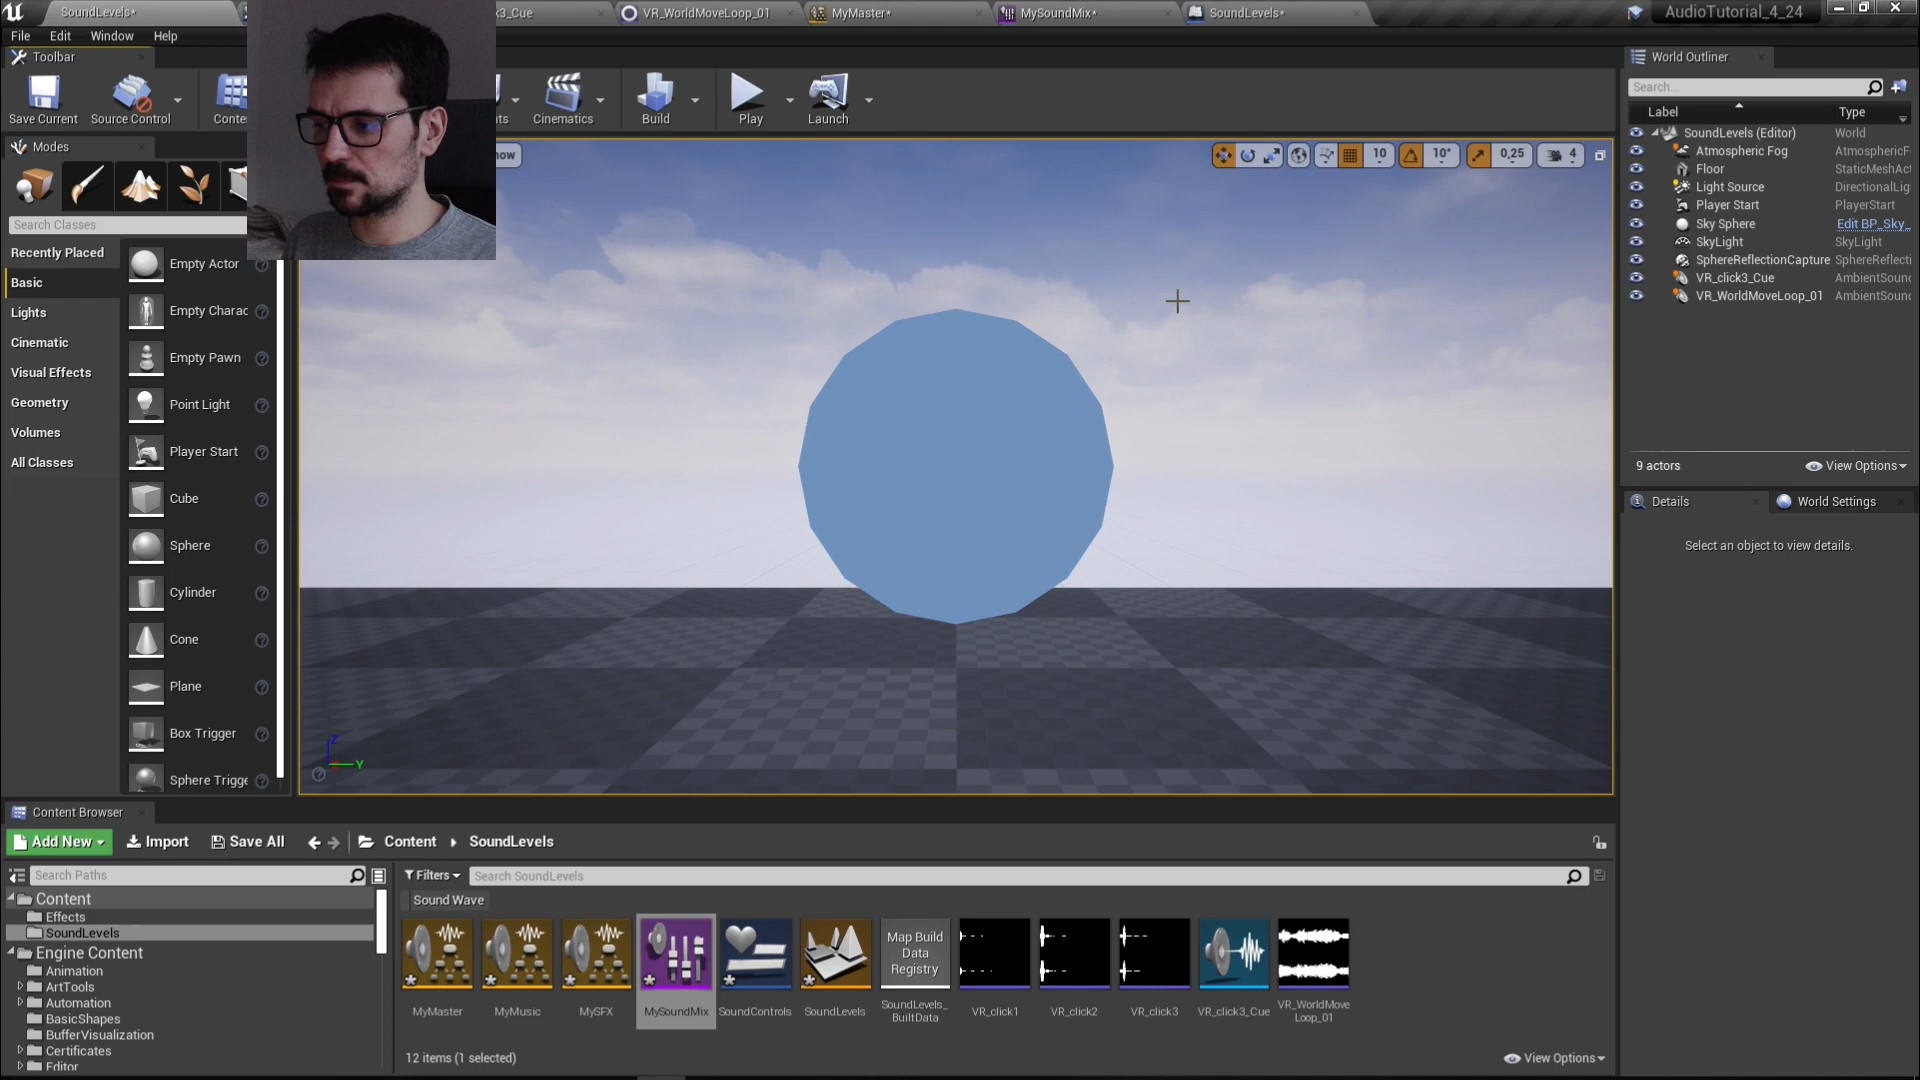 SoundLevels*
k3_Cue
VR_WorldMoveLoop_01
MyMaster*
MySoundMix*
SoundLevels*
AudioTutorial_4_24
File Edit Window Help
Toolbar
World Outliner
Search...
Save Current
Source Control
Conte
Cinematics
Build
Play
Launch
Label
Type
SoundLevels (Editor) World
Atmospheric Fog AtmosphericF
Floor StaticMeshAct
Light Source DirectionalLig
Player Start PlayerStart
Sky Sphere Edit BP_Sky_
SkyLight SkyLight
SphereReflectionCapture SphereReflecti
VR_click3_Cue AmbientSound
VR_WorldMoveLoop_01 AmbientSound
9 actors
View Options
Modes
how
10
10°
0,25
4
Search Classes
Recently Placed
Basic
Lights
Cinematic
Visual Effects
Geometry
Volumes
All Classes
Empty Actor
Empty Charac
Empty Pawn
Point Light
Player Start
Cube
Sphere
Cylinder
Cone
Plane
Box Trigger
Sphere Trigge
Z
Y
Details
World Settings
Select an object to view details.
Content Browser
Add New
Import
Save All
Content
SoundLevels
Search Paths
Filters
Search SoundLevels
Sound Wave
Content
Effects
SoundLevels
Engine Content
Animation
ArtTools
Automation
BasicShapes
BufferVisualization
Certificates
Editor
Map Build
Data
Registry
MyMaster
MyMusic
MySFX
MySoundMix
SoundControls
SoundLevels
SoundLevels_
BuiltData
VR_click1
VR_click2
VR_click3
VR_click3_Cue
VR_WorldMove
Loop_01
12 items (1 selected)
View Options